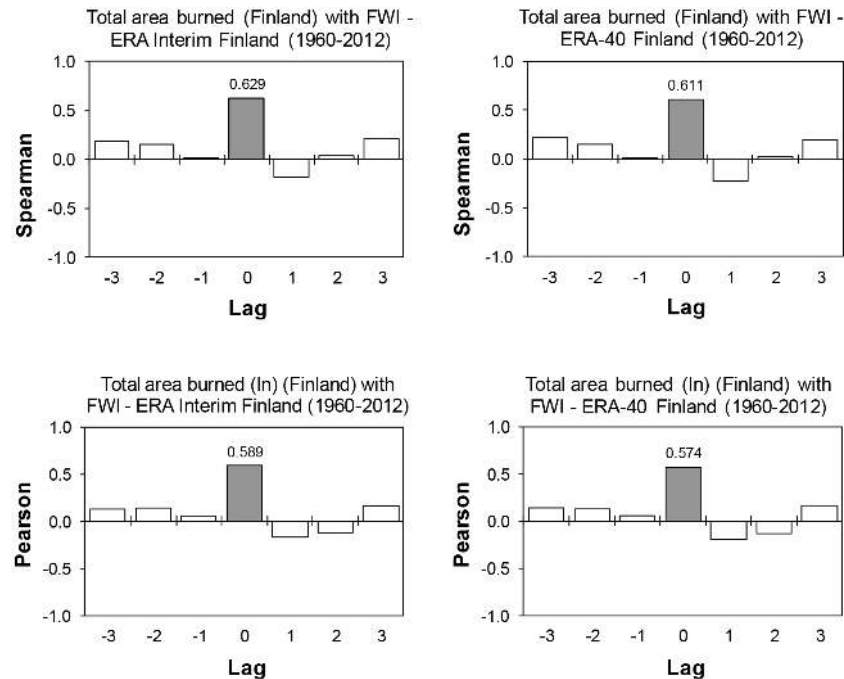 Total area burned (Finland) with FWI -
ERA Interim Finland (1960-2012)
1.0
0.5
0.0
-0.5
-1.0
Spearman
0.629
-3 -2 -1 0 1 2 3
Lag
Total area burned (Finland) with FWI -
ERA-40 Finland (1960-2012)
1.0
0.5
0.0
-0.5
-1.0
Spearman
0.611
-3 -2 -1 0 1 2 3
Lag
Total area burned (ln) (Finland) with
FWI - ERA Interim Finland (1960-2012)
1.0
0.5
0.0
-0.5
-1.0
Pearson
0.589
-3 -2 -1 0 1 2 3
Lag
Total area burned (ln) (Finland) with
FWI - ERA-40 Finland (1960-2012)
1.0
0.5
0.0
-0.5
-1.0
Pearson
0.574
-3 -2 -1 0 1 2 3
Lag